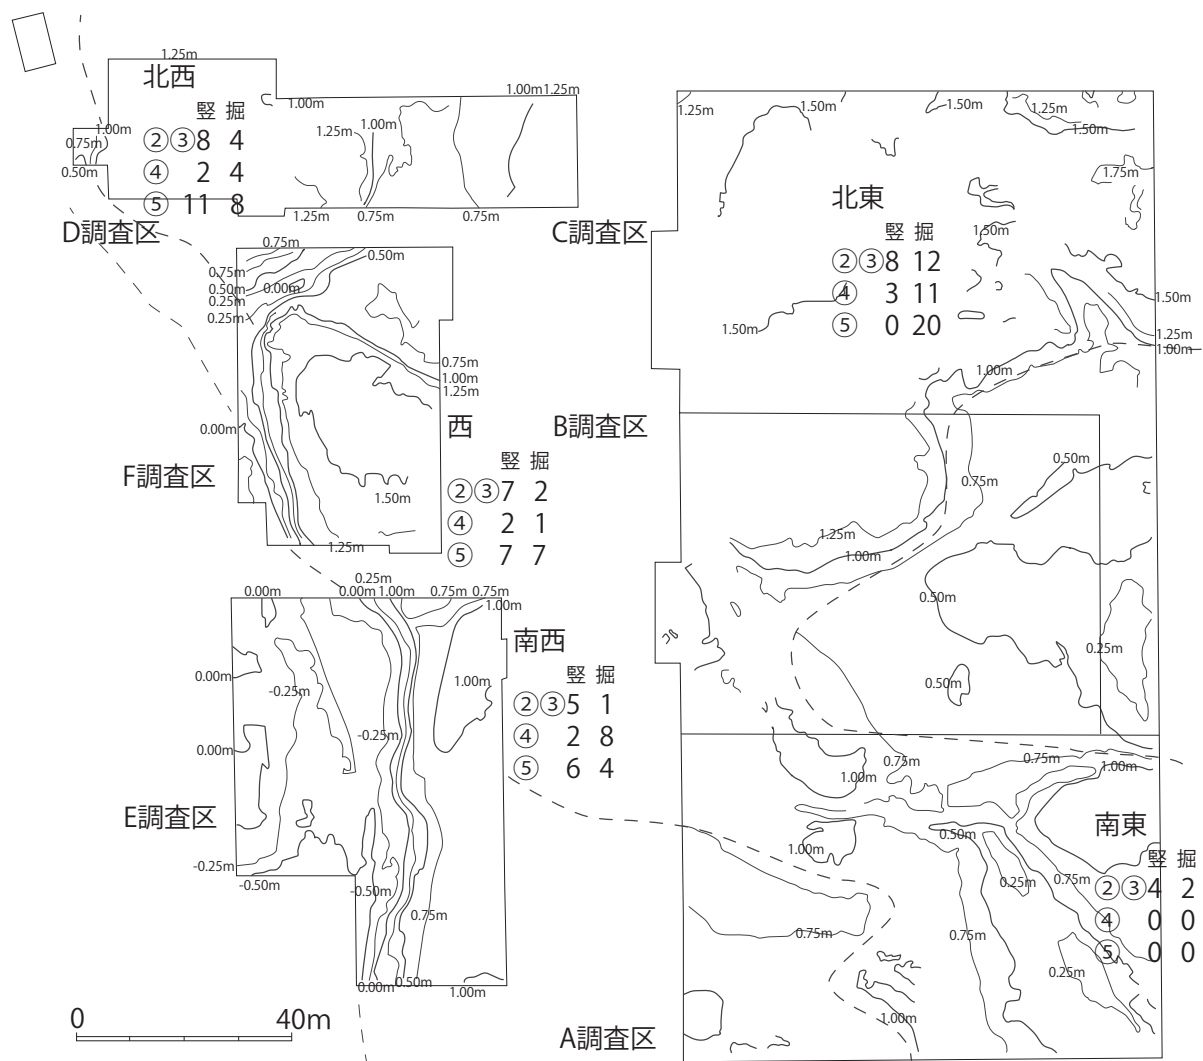 1.25m
北西
竪 掘
②③8 4
④ 2 4
⑤ 11 8
1.00m
0.75m
0.50m
1.00m
1.00m1.25m
1.25m
1.00m
1.25m
0.75m
0.75m
D調査区
C調査区
1.25m
1.50m
1.50m
1.25m
1.50m
1.75m
北東
竪 掘
②③8 12
④ 3 11
⑤ 0 20
1.50m
1.50m
1.50m
1.25m
1.00m
1.00m
0.75m
0.50m
0.75m
0.50m
0.00m
0.25m
0.25m
0.75m
1.00m
1.25m
0.00m
F調査区
1.50m
1.25m
西
竪 掘
②③7 2
④ 2 1
⑤ 7 7
B調査区
0.50m
0.75m
1.25m
1.00m
0.50m
0.25m
0.50m
0.25m
0.00m
0.00m
1.00m
0.75m
0.75m
1.00m
南西
竪 掘
②③5 1
④ 2 8
⑤ 6 4
0.00m
-0.25m
1.00m
-0.25m
0.00m
E調査区
-0.25m
-0.50m
-0.50m
0.75m
0.00m
0.50m
1.00m
0.75m
0.75m
1.00m
1.00m
南東
竪 掘
②③4 2
④ 0 0
⑤ 0 0
0.50m
1.00m
0.25m
0.75m
0.75m
0.75m
0.25m
1.00m
A調査区
0 40m